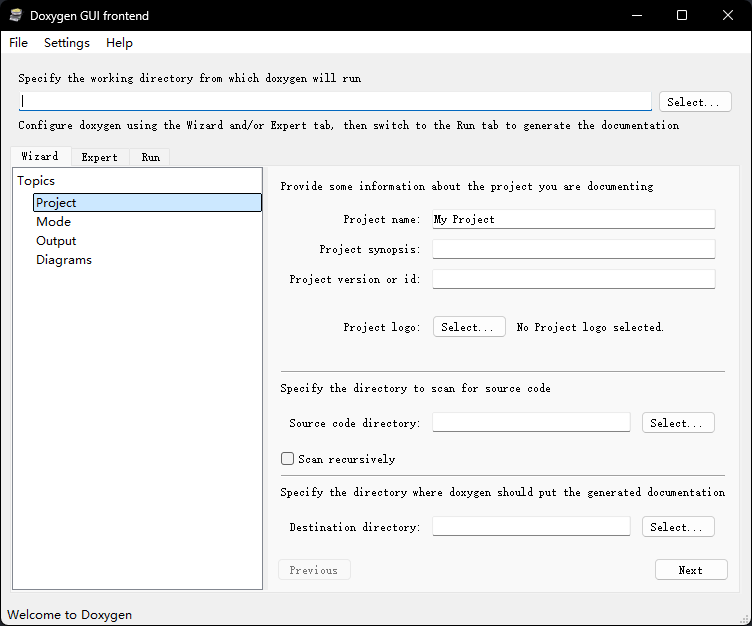 Doxygen GUI frontend
File Settings Help
Specify the working directory from which doxygen will run
Select...
Configure doxygen using the Wizard and/or Expert tab, then switch to the Run tab to generate the documentation
Wizard Expert Run
Topics
Project
Mode
Output
Diagrams
Provide some information about the project you are documenting
Project name: My Project
Project synopsis:
Project version or id:
Project logo: Select... No Project logo selected.
Specify the directory to scan for source code
Source code directory: Select...
Scan recursively
Specify the directory where doxygen should put the generated documentation
Destination directory: Select...
Previous Next
Welcome to Doxygen